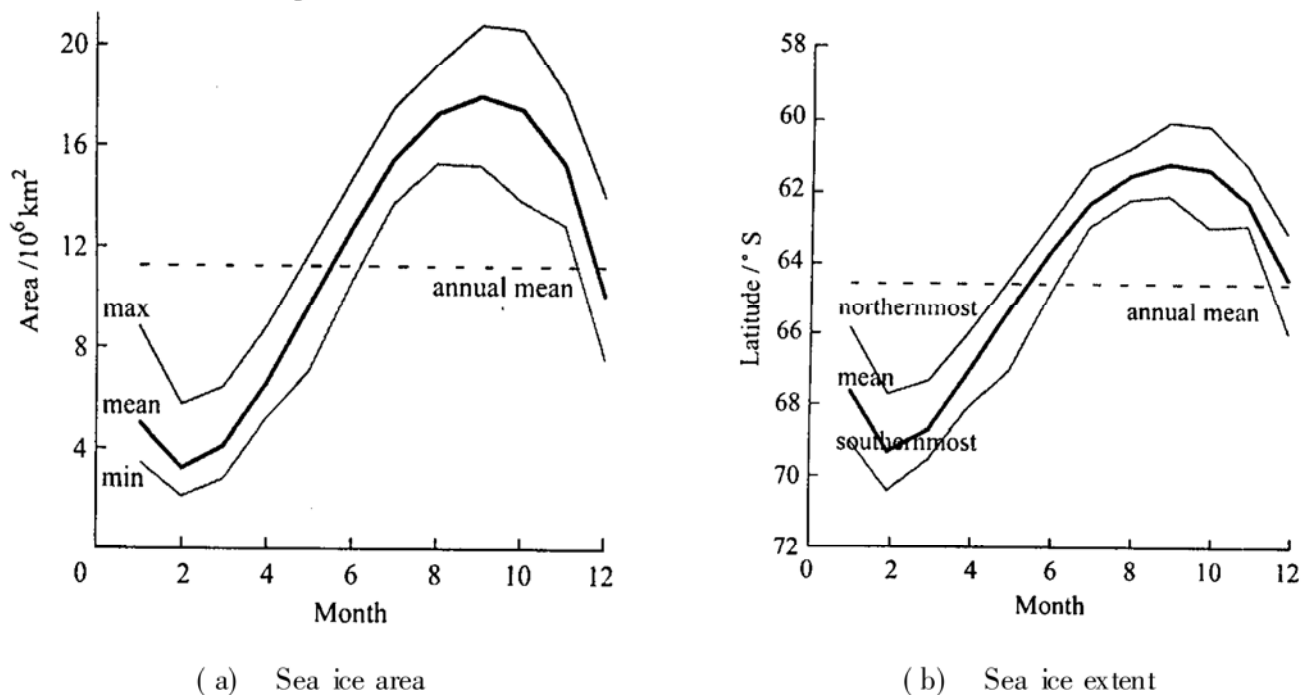 20
16
12
8
4
0
Area /10⁶ km²
max
mean
min
annual mean
2
4
6
8
10
12
Month
(a) Sea ice area
58
60
62
64
66
68
70
72
Latitude /° S
northernmost
mean
southernmost
annual mean
0
2
4
6
8
10
12
Month
(b) Sea ice extent